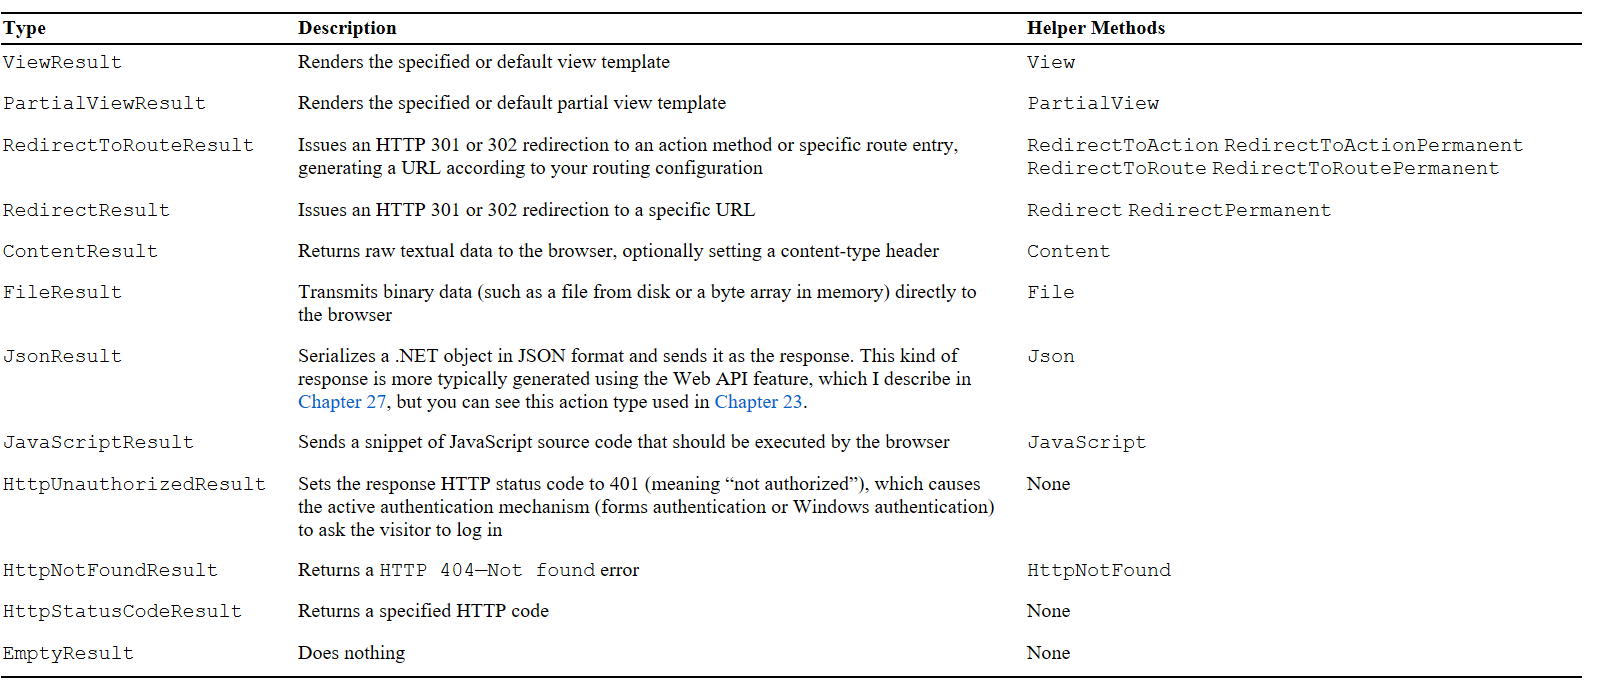 Type Description Helper Methods
ViewResult Renders the specified or default view template View
PartialViewResult Renders the specified or default partial view template PartialView
RedirectToRouteResult Issues an HTTP 301 or 302 redirection to an action method or specific route entry, RedirectToAction RedirectToActionPermanent
generating a URL according to your routing configuration RedirectToRoute RedirectToRoutePermanent
RedirectResult Issues an HTTP 301 or 302 redirection to a specific URL Redirect RedirectPermanent
ContentResult Returns raw textual data to the browser, optionally setting a content-type header Content
FileResult Transmits binary data (such as a file from disk or a byte array in memory) directly to File
the browser
JsonResult Serializes a .NET object in JSON format and sends it as the response. This kind of Json
response is more typically generated using the Web API feature, which I describe in
Chapter 27, but you can see this action type used in Chapter 23.
JavaScriptResult Sends a snippet of JavaScript source code that should be executed by the browser JavaScript
HttpUnauthorizedResult Sets the response HTTP status code to 401 (meaning “not authorized”), which causes None
the active authentication mechanism (forms authentication or Windows authentication)
to ask the visitor to log in
HttpNotFoundResult Returns a HTTP 404—Not found error HttpNotFound
HttpStatusCodeResult Returns a specified HTTP code None
EmptyResult Does nothing None